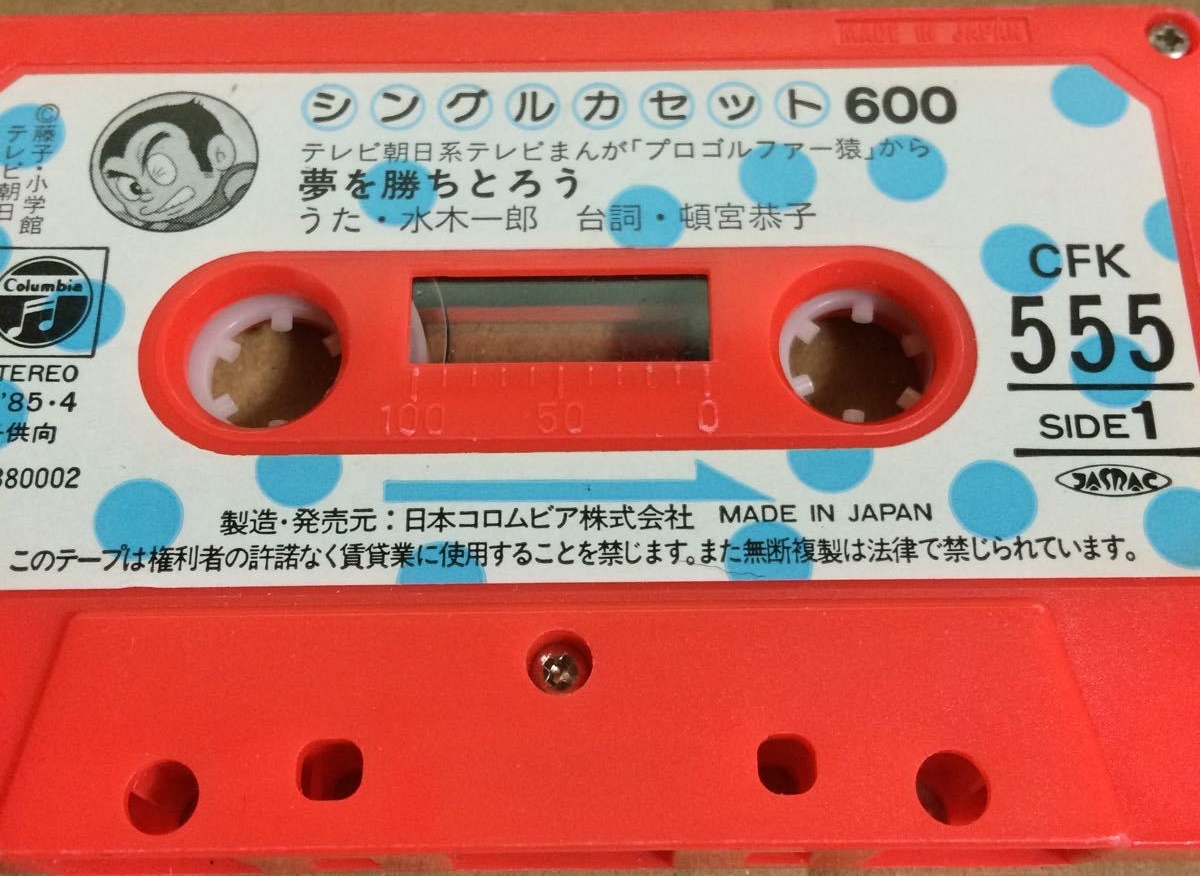 MADE IN JAPAN
シングルカセット600
テレビ朝日系テレビまんが「プロゴルファー猿」から
夢を勝ちとろう
うた・水木一郎 台詞・頓宮恭子
©藤子・小学館
テレビ朝日
Columbia
TEREO
'85・4
供向
380002
100 50 0
CFK
555
SIDE1
JASRAC
製造・発売元:日本コロムビア株式会社 MADE IN JAPAN
このテープは権利者の許諾なく賃貸業に使用することを禁じます。また無断複製は法律で禁じられています。